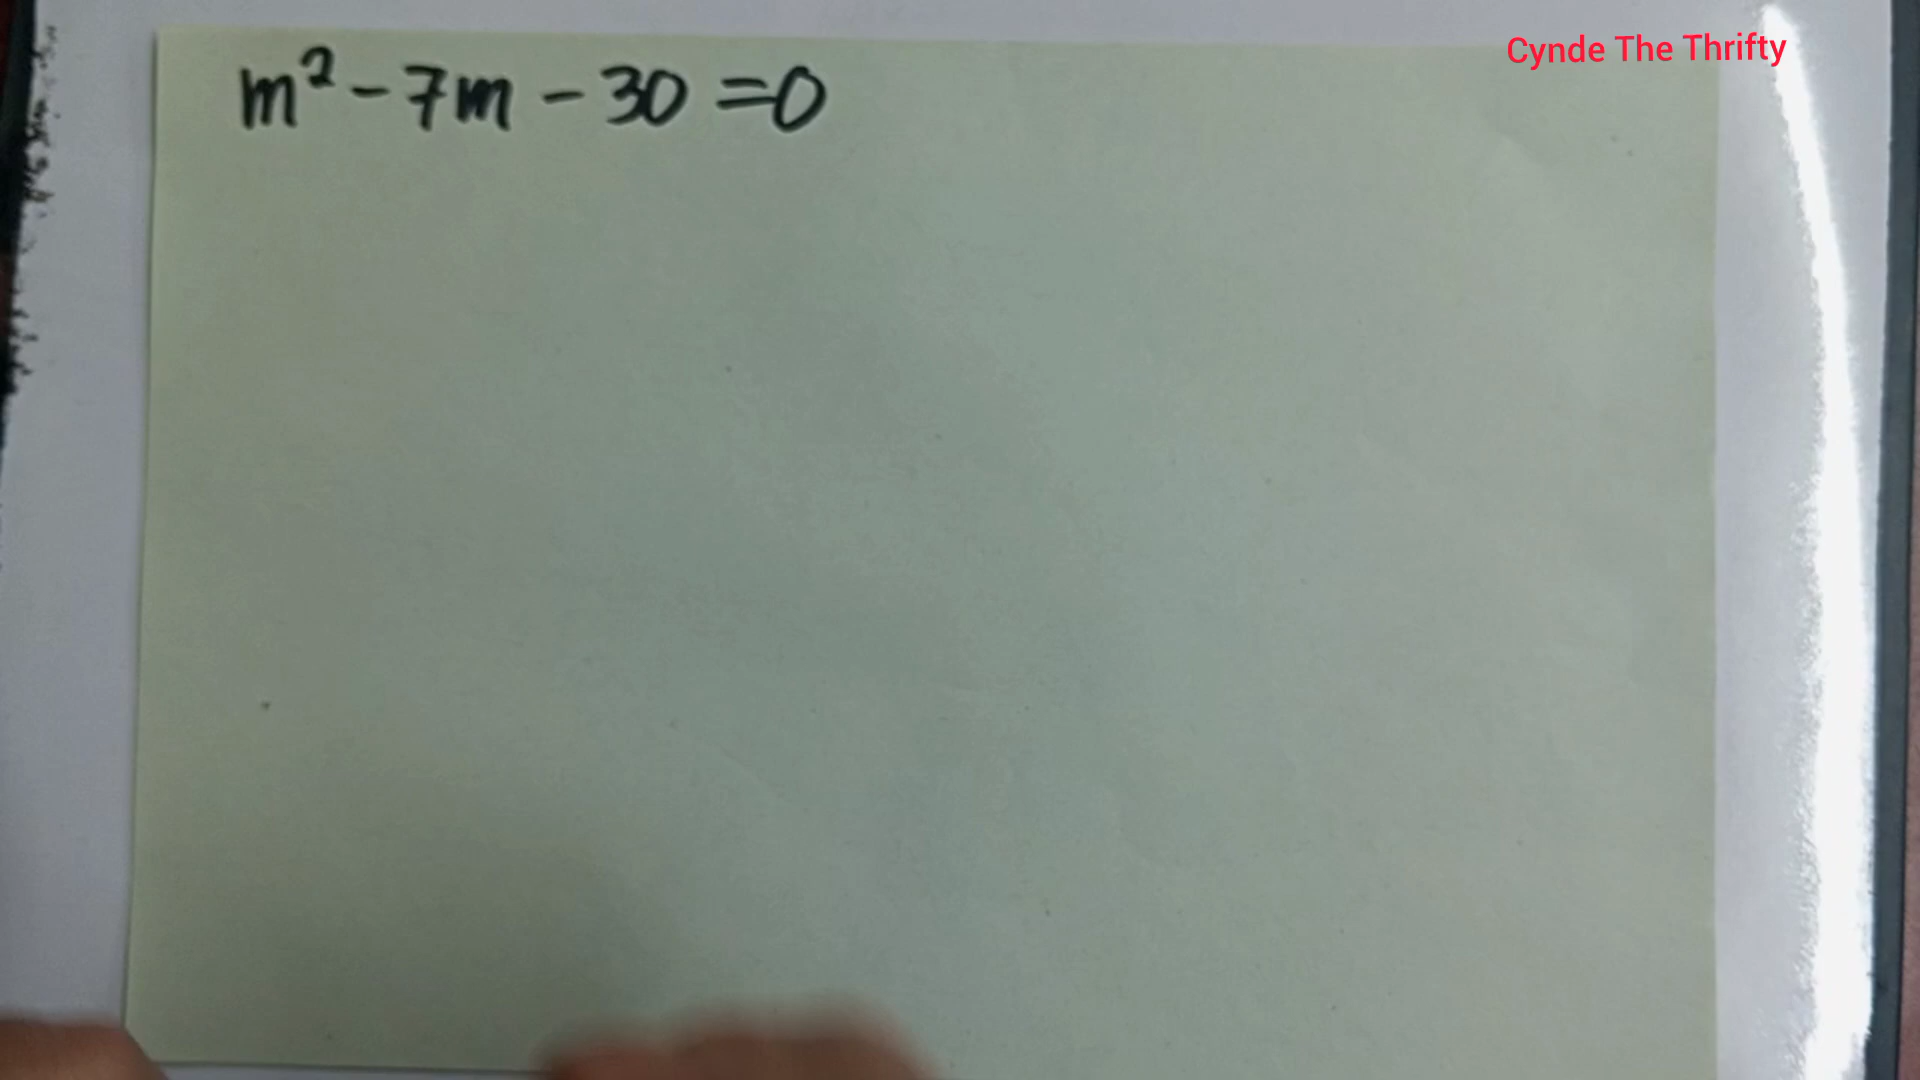 Cynde The Thrifty
m² - 7m - 30 = 0